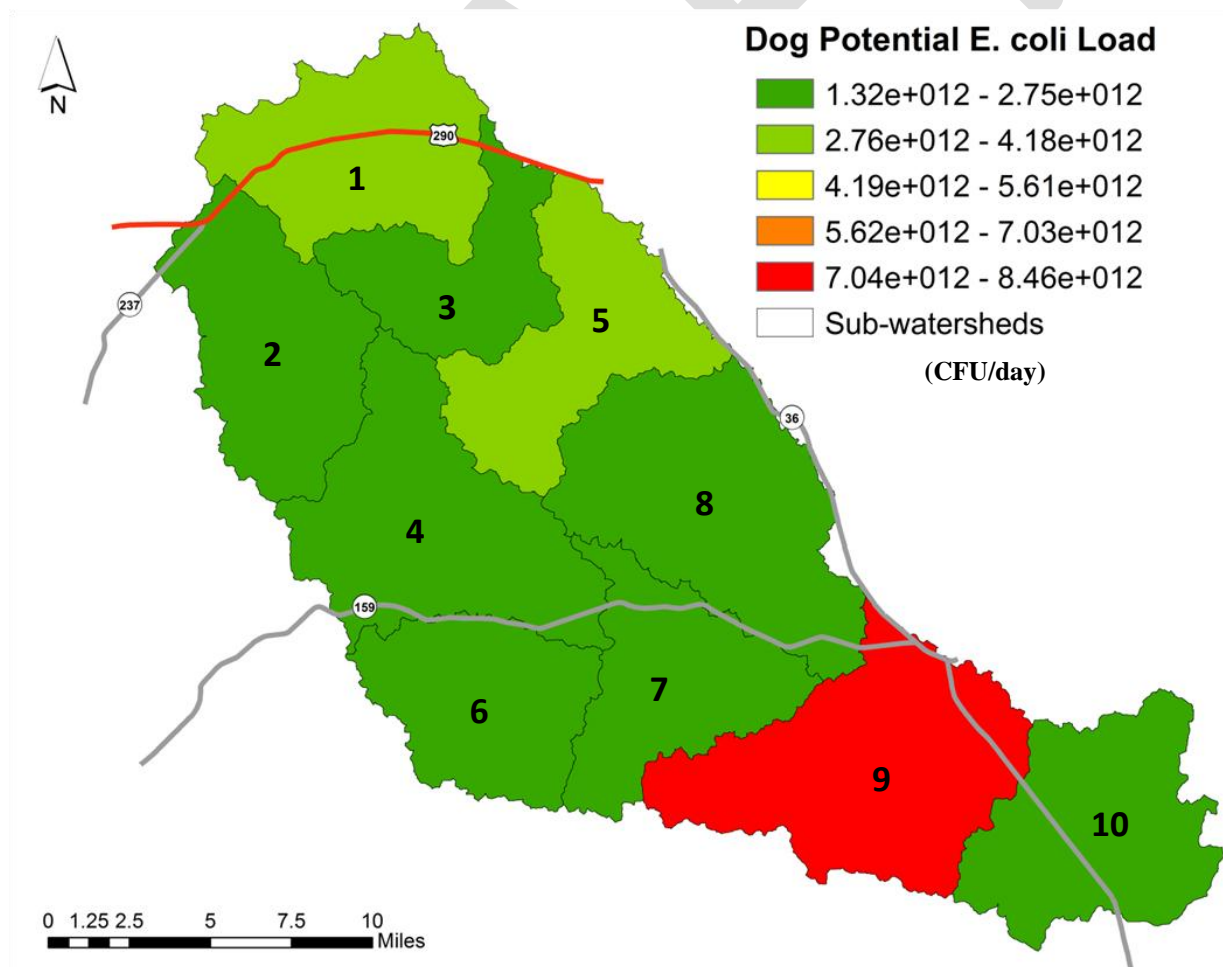 Dog Potential E. coli Load
1.32e+012 - 2.75e+012
2.76e+012 - 4.18e+012
4.19e+012 - 5.61e+012
5.62e+012 - 7.03e+012
7.04e+012 - 8.46e+012
Sub-watersheds
(CFU/day)
N
290
1
237
3
5
2
36
8
4
159
7
6
9
10
0 1.25 2.5 5 7.5 10
Miles